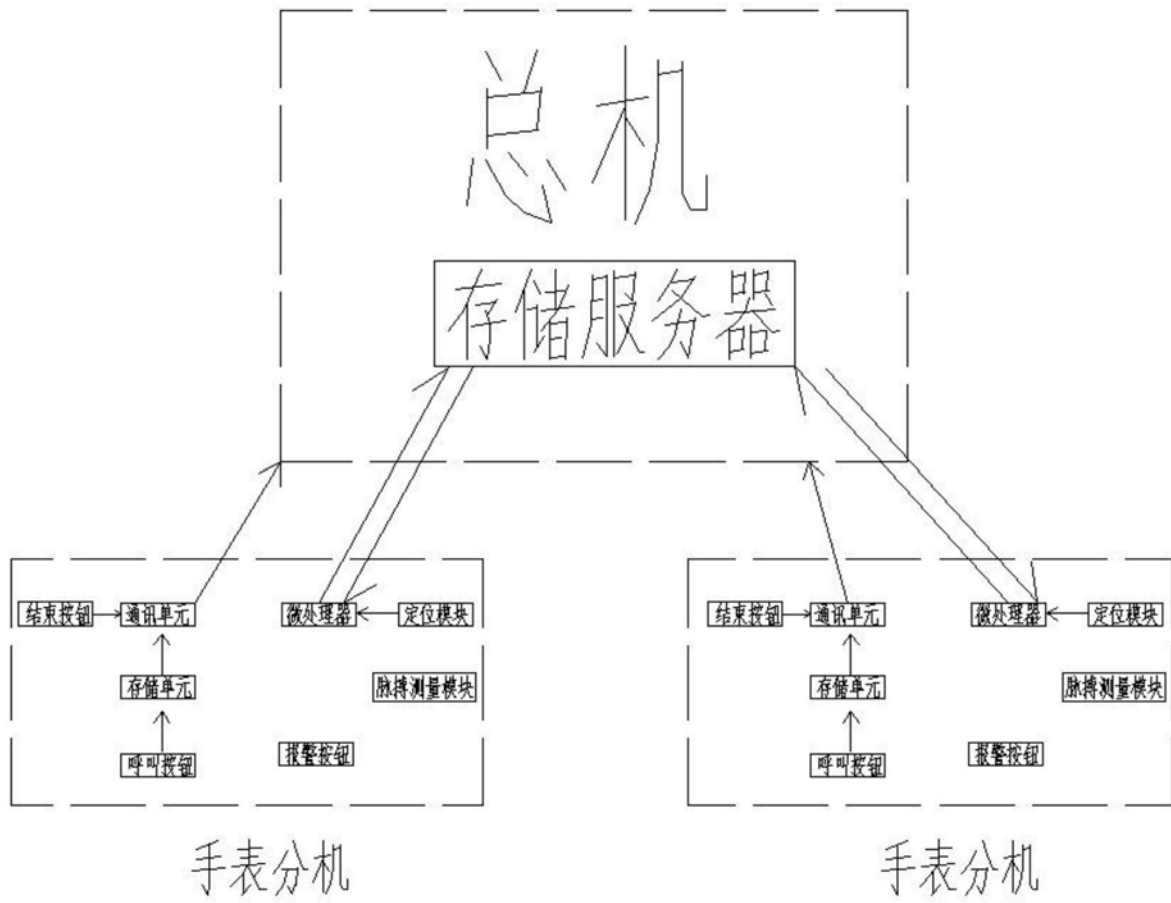 总机
存储服务器
结束按钮 通讯单元 微处理器 定位模块
存储单元 脉搏测量模块
呼叫按钮 报警按钮
手表分机
结束按钮 通讯单元 微处理器 定位模块
存储单元 脉搏测量模块
呼叫按钮 报警按钮
手表分机